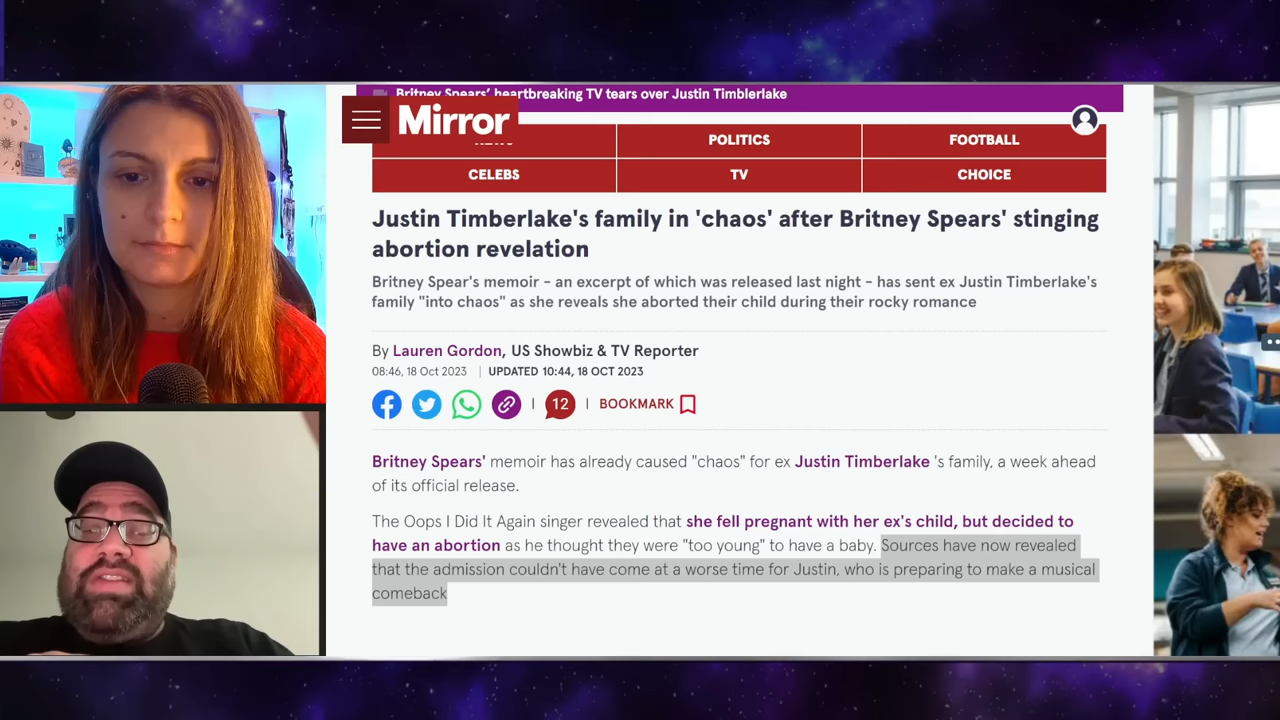 Britney Spears' heartbreaking TV tears over Justin Timblerlake
Mirror
NEWS
POLITICS
FOOTBALL
CELEBS
TV
CHOICE
Justin Timberlake's family in 'chaos' after Britney Spears' stinging
abortion revelation
Britney Spear's memoir - an excerpt of which was released last night - has sent ex Justin Timberlake's
family "into chaos" as she reveals she aborted their child during their rocky romance
By Lauren Gordon, US Showbiz & TV Reporter
08:46, 18 Oct 2023 | UPDATED 10:44, 18 OCT 2023
| 12 | BOOKMARK
Britney Spears' memoir has already caused "chaos" for ex Justin Timberlake 's family, a week ahead
of its official release.
The Oops I Did It Again singer revealed that she fell pregnant with her ex's child, but decided to
have an abortion as he thought they were "too young" to have a baby. Sources have now revealed
that the admission couldn't have come at a worse time for Justin, who is preparing to make a musical
comeback